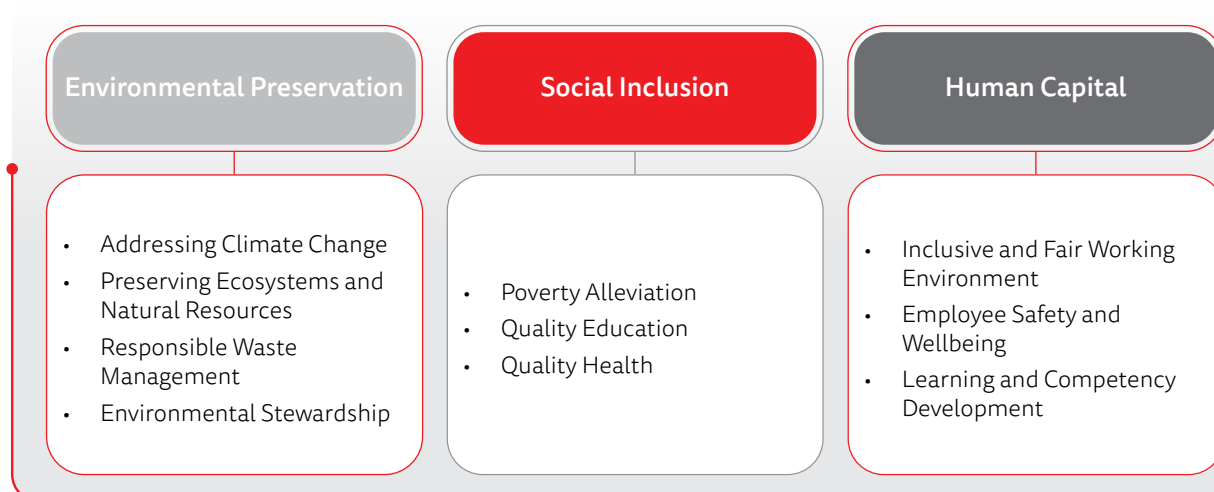 Environmental Preservation
• Addressing Climate Change
• Preserving Ecosystems and
Natural Resources
• Responsible Waste
Management
• Environmental Stewardship
Social Inclusion
• Poverty Alleviation
• Quality Education
• Quality Health
Human Capital
• Inclusive and Fair Working
Environment
• Employee Safety and
Wellbeing
• Learning and Competency
Development